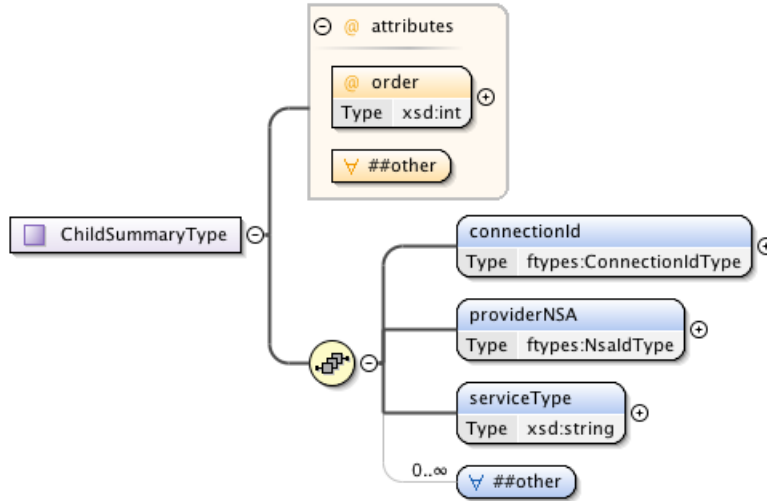 @ attributes
@ order
Type xsd:int
∀ ##other
ChildSummaryType
connectionId
Type ftypes:ConnectionIdType
providerNSA
Type ftypes:NsaIdType
serviceType
Type xsd:string
0..∞
∀ ##other